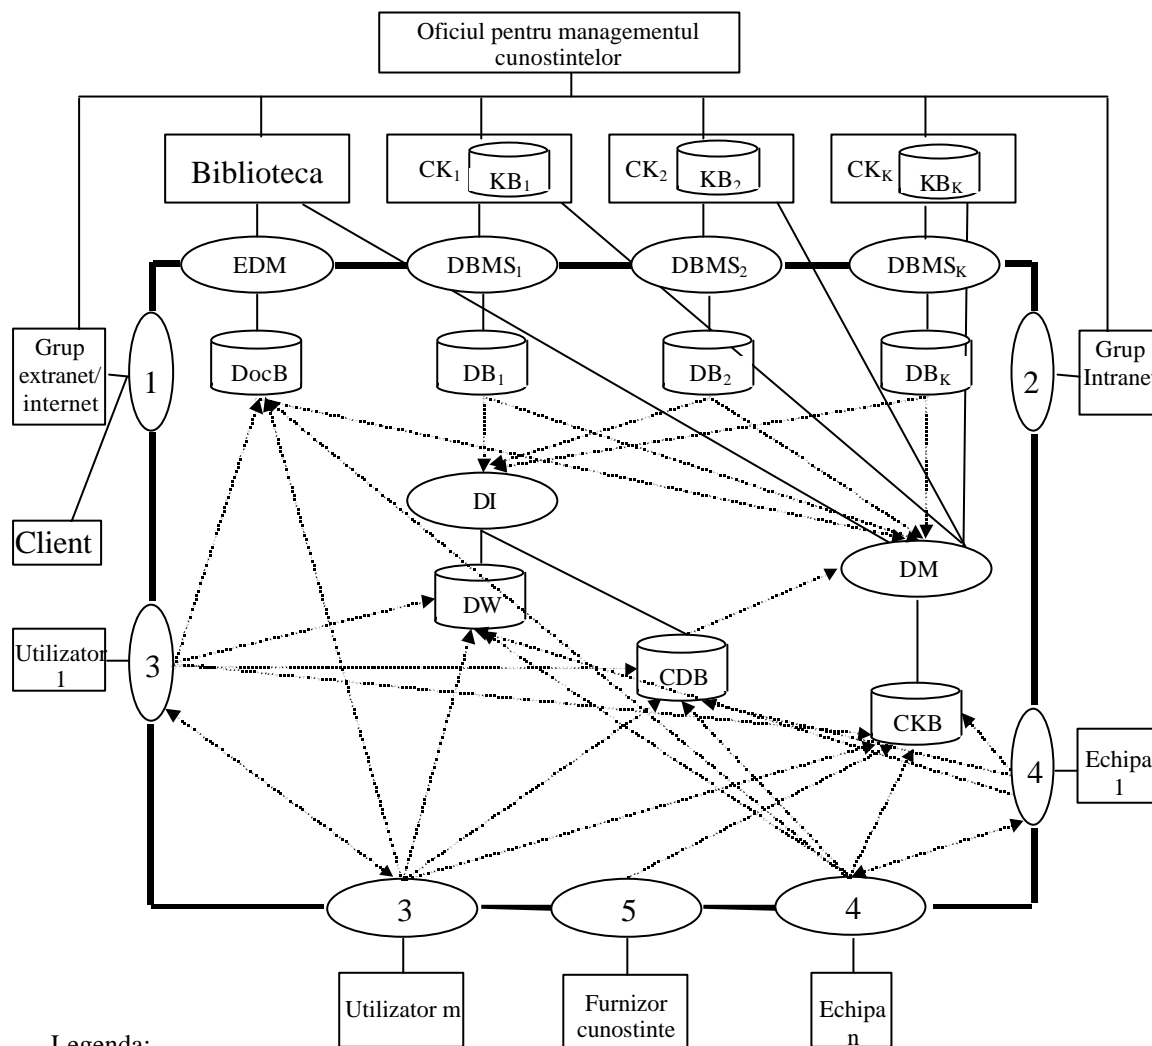 Oficiul pentru managementul
cunostintelor
Biblioteca
CK1
KB1
CK2
KB2
CKK
KBK
EDM
DBMS1
DBMS2
DBMSK
Grup
extranet/
internet
1
DocB
DB1
DB2
DBK
2
Grup
Intranet
DI
Client
DM
DW
Utilizator
1
3
CDB
CKB
4
Echipa
1
3
5
4
Utilizator m
Furnizor
cunostinte
Echipa
n
Legenda: